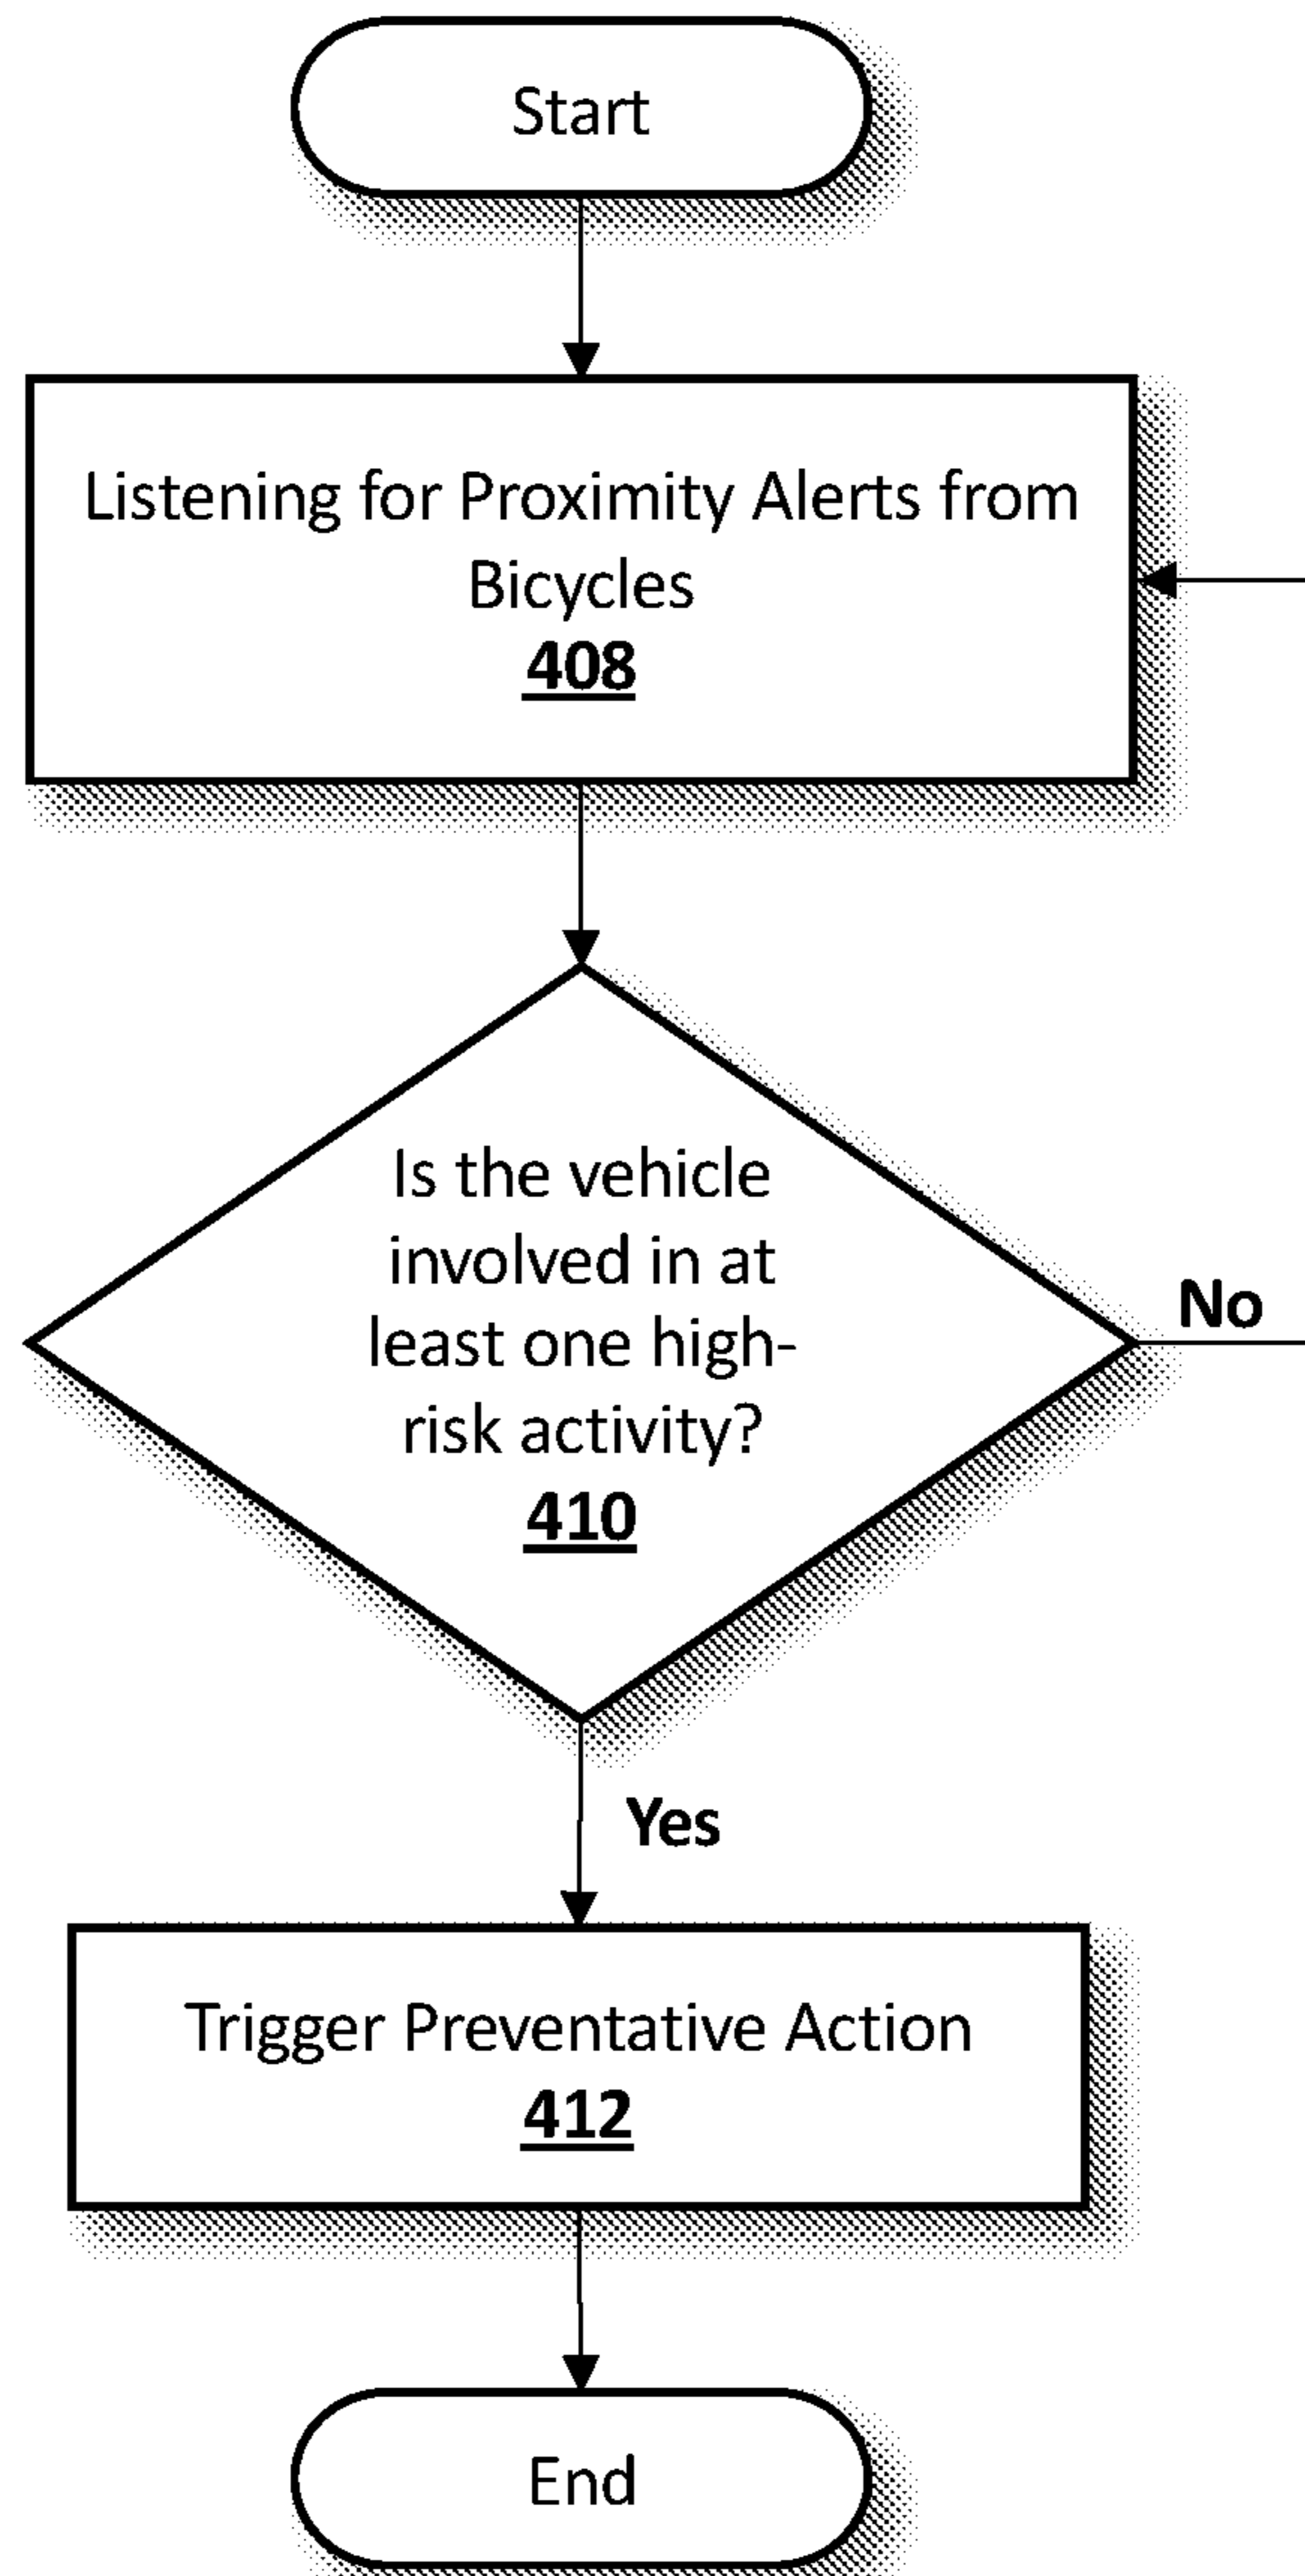 Start
Listening for Proximity Alerts from
Bicycles
408
Is the vehicle
involved in at
least one high-
risk activity?
410
No
Yes
Trigger Preventative Action
412
End